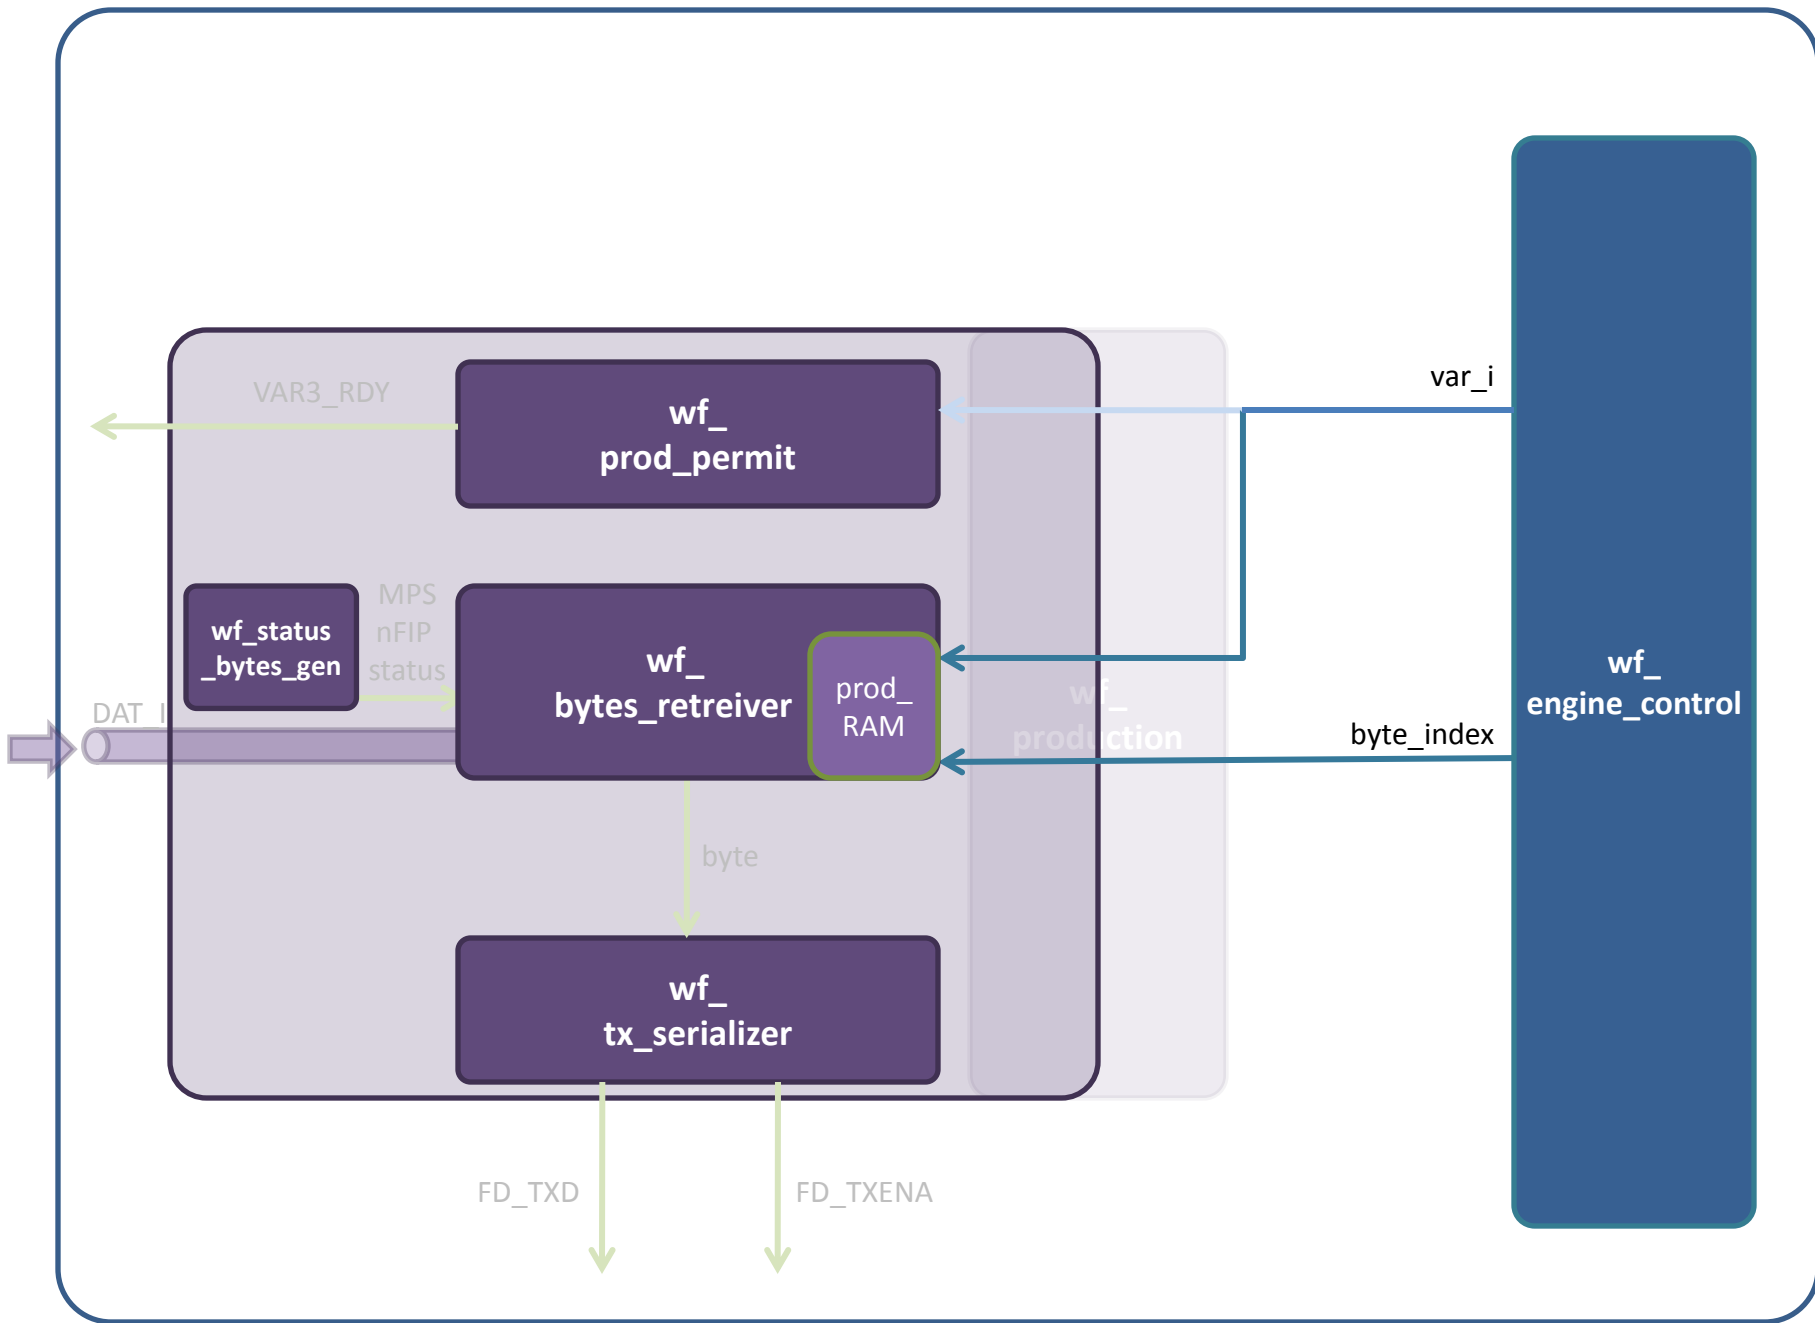 var_i
VAR3_RDY
wf_
prod_permit
MPS
nFIP
status
wf_status
_bytes_gen
wf_
bytes_retreiver
prod_
RAM
wf_
production
wf_
engine_control
DAT_I
byte_index
byte
wf_
tx_serializer
FD_TXD
FD_TXENA